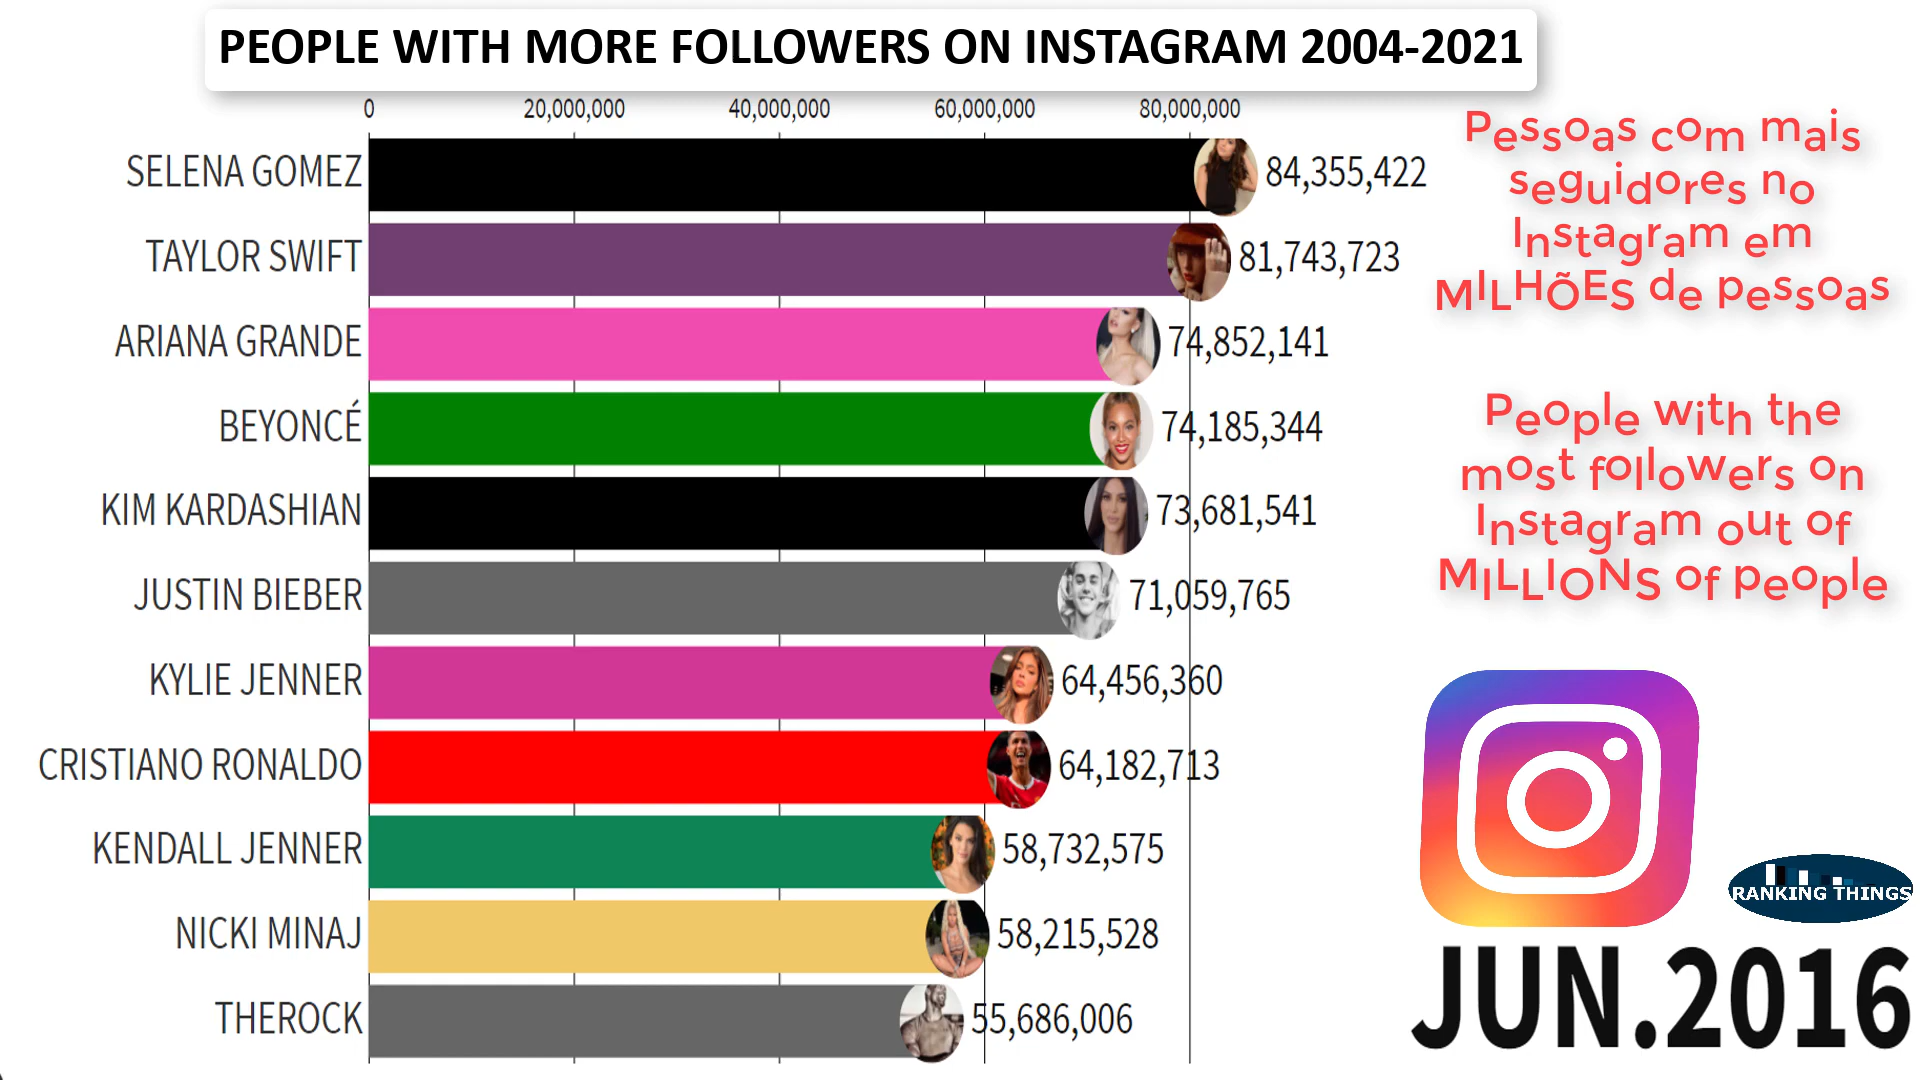 PEOPLE WITH MORE FOLLOWERS ON INSTAGRAM 2004-2021
0 20,000,000 40,000,000 60,000,000 80,000,000
SELENA GOMEZ 84,355,422
TAYLOR SWIFT 81,743,723
ARIANA GRANDE 74,852,141
BEYONCÉ 74,185,344
KIM KARDASHIAN 73,681,541
JUSTIN BIEBER 71,059,765
KYLIE JENNER 64,456,360
CRISTIANO RONALDO 64,182,713
KENDALL JENNER 58,732,575
NICKI MINAJ 58,215,528
THEROCK 55,686,006
Pessoas com mais
seguidores no
Instagram em
MILHÕES de pessoas
People with the
most followers on
Instagram out of
MILLIONS of people
RANKING THINGS
JUN.2016